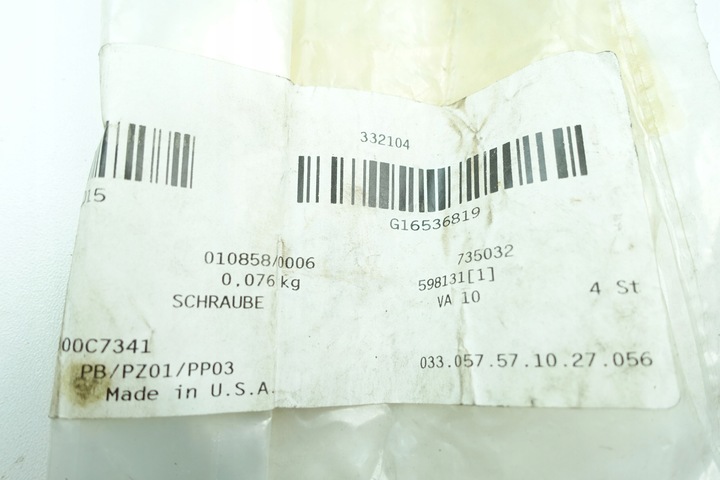 332104
G16536819
010858/0006
735032
0.076 kg
598131[1]
SCHRAUBE
VA 10
4 St
00C7341
PB/PZ01/PP03
033.057.57.10.27.056
Made in U.S.A.